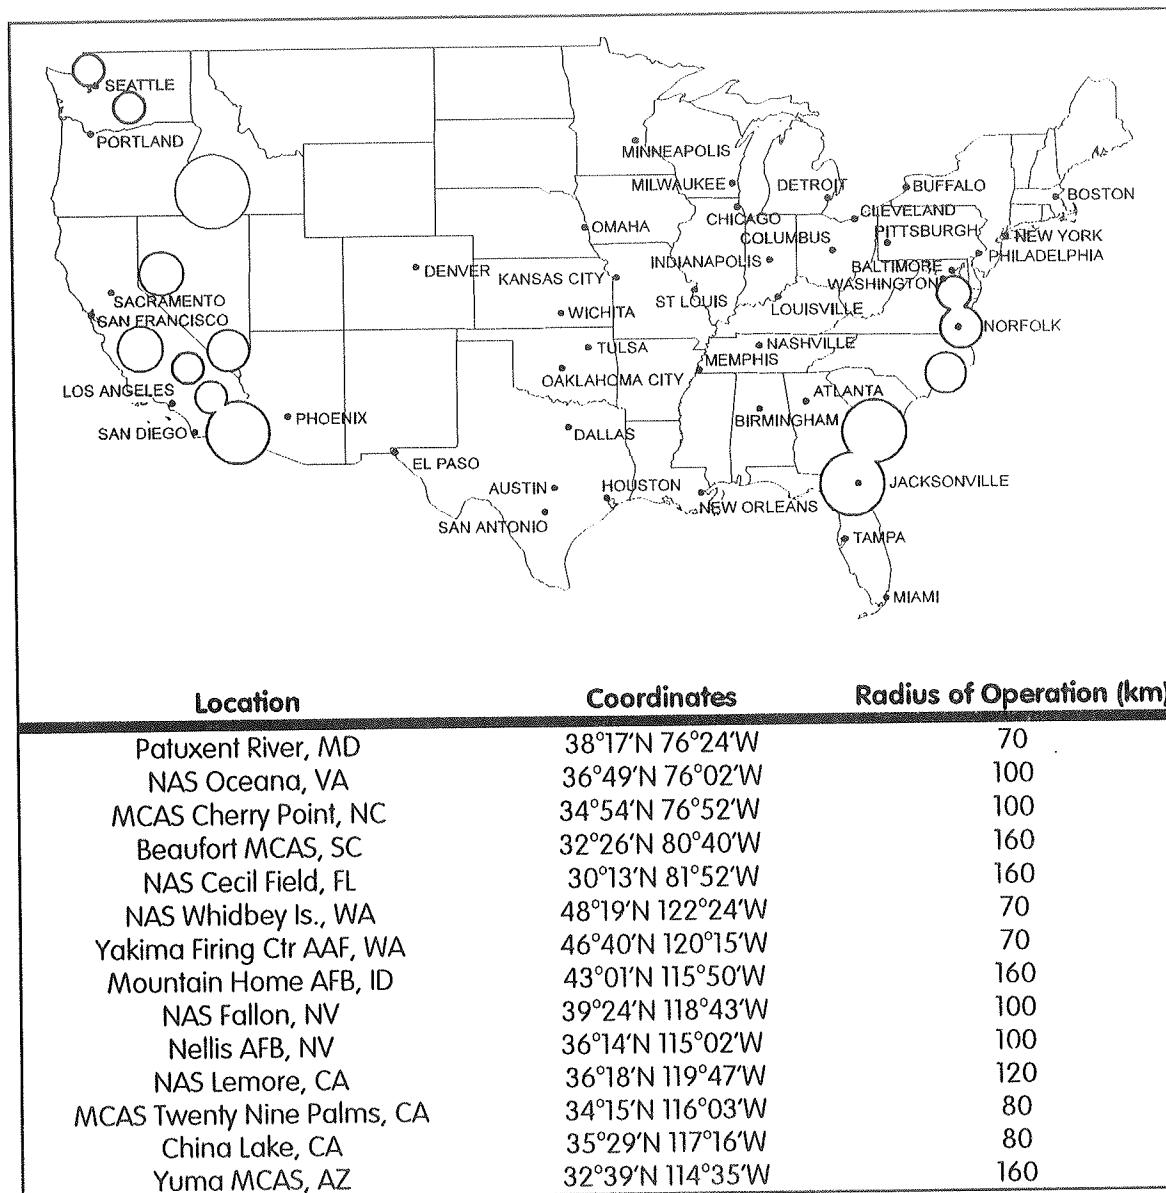 SEATTLE
PORTLAND
MINNEAPOLIS
MILWAUKEE
DETROIT
BUFFALO
BOSTON
CHICAGO
CLEVELAND
OMAHA
COLUMBUS
PITTSBURGH
NEW YORK
PHILADELPHIA
DENVER
KANSAS CITY
INDIANAPOLIS
BALTIMORE
WASHINGTON
SACRAMENTO
ST LOUIS
LOUISVILLE
SAN FRANCISCO
WICHITA
NORFOLK
TULSA
NASHVILLE
MEMPHIS
OAKLAHOMA CITY
LOS ANGELES
ATLANTA
PHOENIX
BIRMINGHAM
SAN DIEGO
DALLAS
EL PASO
AUSTIN
HOUSTON
JACKSONVILLE
NEW ORLEANS
SAN ANTONIO
TAMPA
MIAMI
Location Coordinates Radius of Operation (km)
Patuxent River, MD 38°17'N 76°24'W 70
NAS Oceana, VA 36°49'N 76°02'W 100
MCAS Cherry Point, NC 34°54'N 76°52'W 100
Beaufort MCAS, SC 32°26'N 80°40'W 160
NAS Cecil Field, FL 30°13'N 81°52'W 160
NAS Whidbey Is., WA 48°19'N 122°24'W 70
Yakima Firing Ctr AAF, WA 46°40'N 120°15'W 70
Mountain Home AFB, ID 43°01'N 115°50'W 160
NAS Fallon, NV 39°24'N 118°43'W 100
Nellis AFB, NV 36°14'N 115°02'W 100
NAS Lemore, CA 36°18'N 119°47'W 120
MCAS Twenty Nine Palms, CA 34°15'N 116°03'W 80
China Lake, CA 35°29'N 117°16'W 80
Yuma MCAS, AZ 32°39'N 114°35'W 160